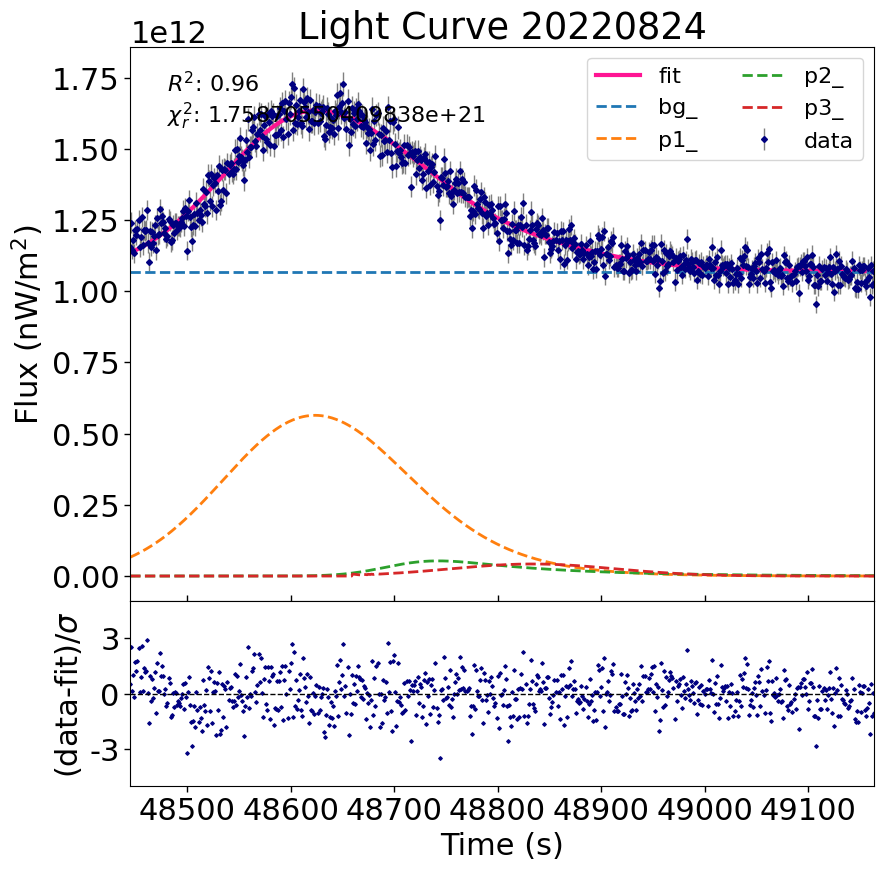 Light Curve 20220824
1e12
R²: 0.96
χ²ᵣ:
fit
bg_
p1_
p2_
p3_
data
Flux (nW/m²)
1.75
1.50
1.25
1.00
0.75
0.50
0.25
0.00
(data-fit)/σ
3
0
-3
48500 48600 48700 48800 48900 49000 49100
Time (s)